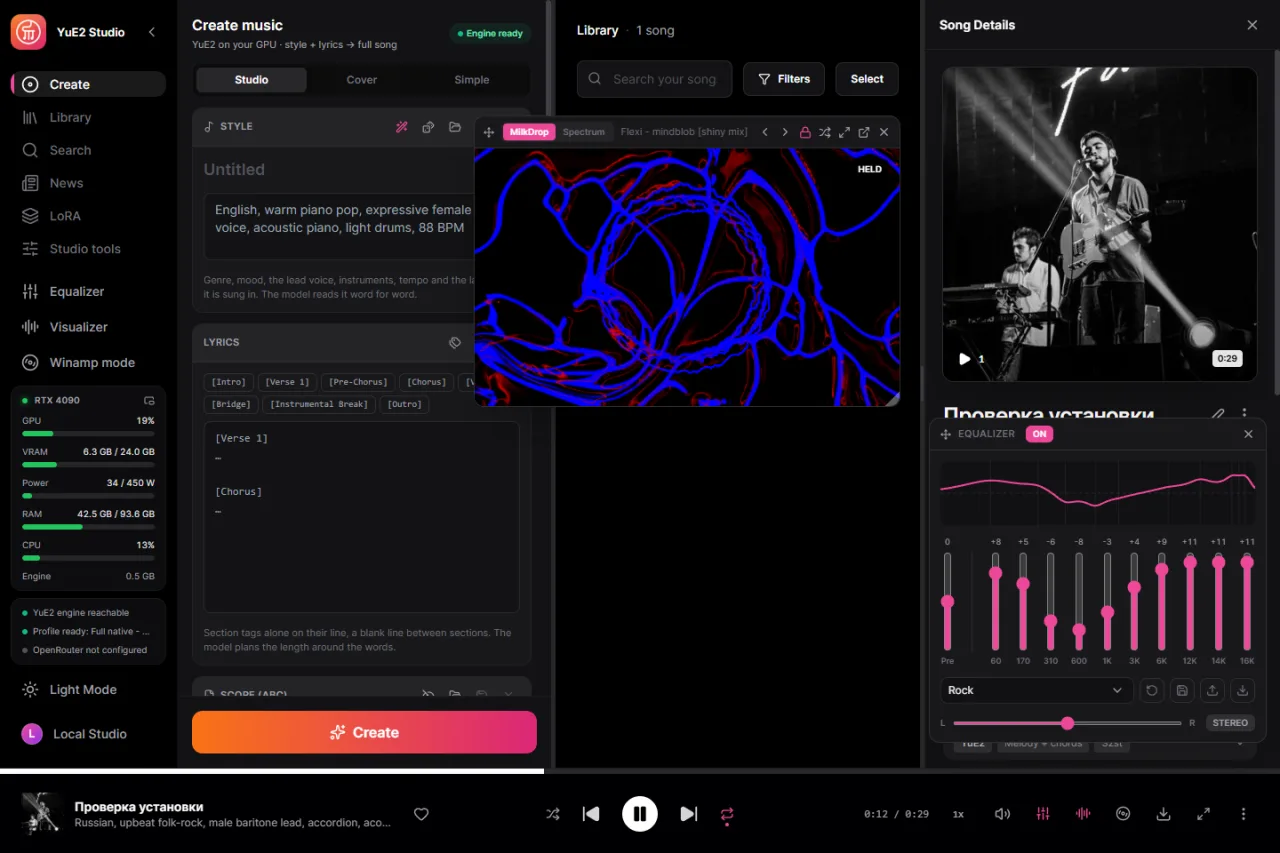 YuE2 Studio
Create
Library
Search
News
LoRA
Studio tools
Equalizer
Visualizer
Winamp mode
RTX 4090
GPU 19%
VRAM 6.3 GB / 24.0 GB
Power 34 / 450 W
RAM 42.5 GB / 93.6 GB
CPU 13%
Engine 0.5 GB
YuE2 engine reachable
Profile ready: Full native - ...
OpenRouter not configured
Light Mode
L Local Studio
Create music
YuE2 on your GPU · style + lyrics → full song
Engine ready
Studio Cover Simple
STYLE
Untitled
English, warm piano pop, expressive female
voice, acoustic piano, light drums, 88 BPM
Genre, mood, the lead voice, instruments, tempo and the la
it is sung in. The model reads it word for word.
LYRICS
[Intro] [Verse 1] [Pre-Chorus] [Chorus] [V
[Bridge] [Instrumental Break] [Outro]
[Verse 1]
…
[Chorus]
…
Section tags alone on their line, a blank line between sections. The
model plans the length around the words.
SCORE (ABC)
Create
Library · 1 song
Search your song
Filters
Select
MilkDrop Spectrum Flexi - mindblob [shiny mix]
HELD
Song Details
1
0:29
Проверка установки
EQUALIZER ON
0 +8 +5 -6 -8 -3 +4 +9 +11 +11 +11
Pre 60 170 310 600 1K 3K 6K 12K 14K 16K
Rock
L R STEREO
YuE2 Melody + chorus 32st
Проверка установки
Russian, upbeat folk-rock, male baritone lead, accordion, aco...
0:12 / 0:29
1x